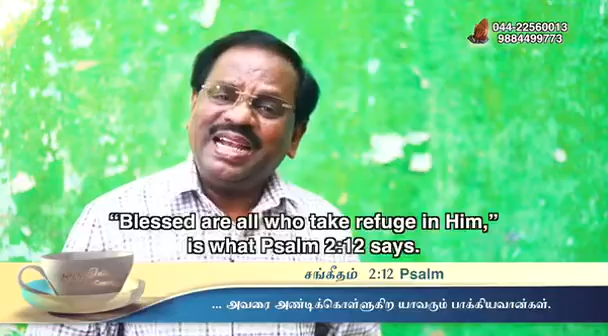 044-22560013
9884499773
“Blessed are all who take refuge in Him,”
is what Psalm 2:12 says.
சங்கீதம் 2:12 Psalm
... அவரை அண்டிக்கொள்ளுகிற யாவரும் பாக்கியவான்கள்.